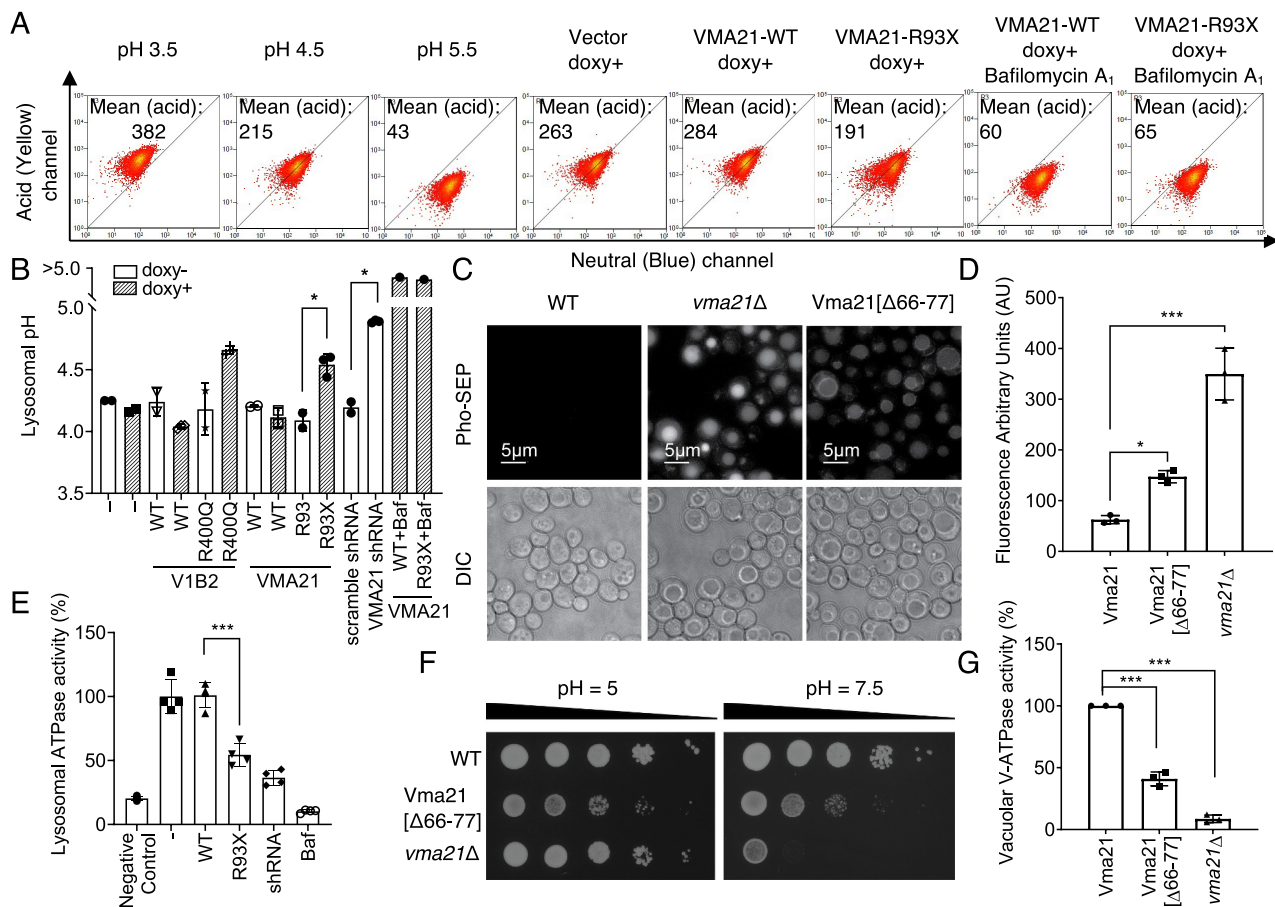 A
pH 3.5
pH 4.5
pH 5.5
Vector
doxy+
VMA21-WT
doxy+
VMA21-R93X
doxy+
VMA21-WT
doxy+
Bafilomycin A₁
VMA21-R93X
doxy+
Bafilomycin A₁
Acid (Yellow)
channel
Mean (acid):
382
Mean (acid):
215
Mean (acid):
43
Mean (acid):
263
Mean (acid):
284
Mean (acid):
191
Mean (acid):
60
Mean (acid):
65
Neutral (Blue) channel
B
doxy-
doxy+
Lysosomal pH
>5.0
5.0
4.5
4.0
3.5
*
*
-
-
WT
WT
R400Q
R400Q
WT
WT
R93
R93X
scramble shRNA
VMA21 shRNA
WT+Baf
R93X+Baf
V1B2
VMA21
VMA21
C
WT
vma21Δ
Vma21[Δ66-77]
Pho-SEP
5μm
5μm
5μm
DIC
D
Fluorescence Arbitrary Units (AU)
500
400
300
200
100
0
***
*
Vma21
Vma21
[Δ66-77]
vma21Δ
E
Lysosomal ATPase activity (%)
150
100
50
0
***
Negative
Control
-
WT
R93X
shRNA
Baf
F
pH = 5
pH = 7.5
WT
Vma21
[Δ66-77]
vma21Δ
G
Vacuolar V-ATPase activity (%)
150
100
50
0
***
***
Vma21
Vma21
[Δ66-77]
vma21Δ